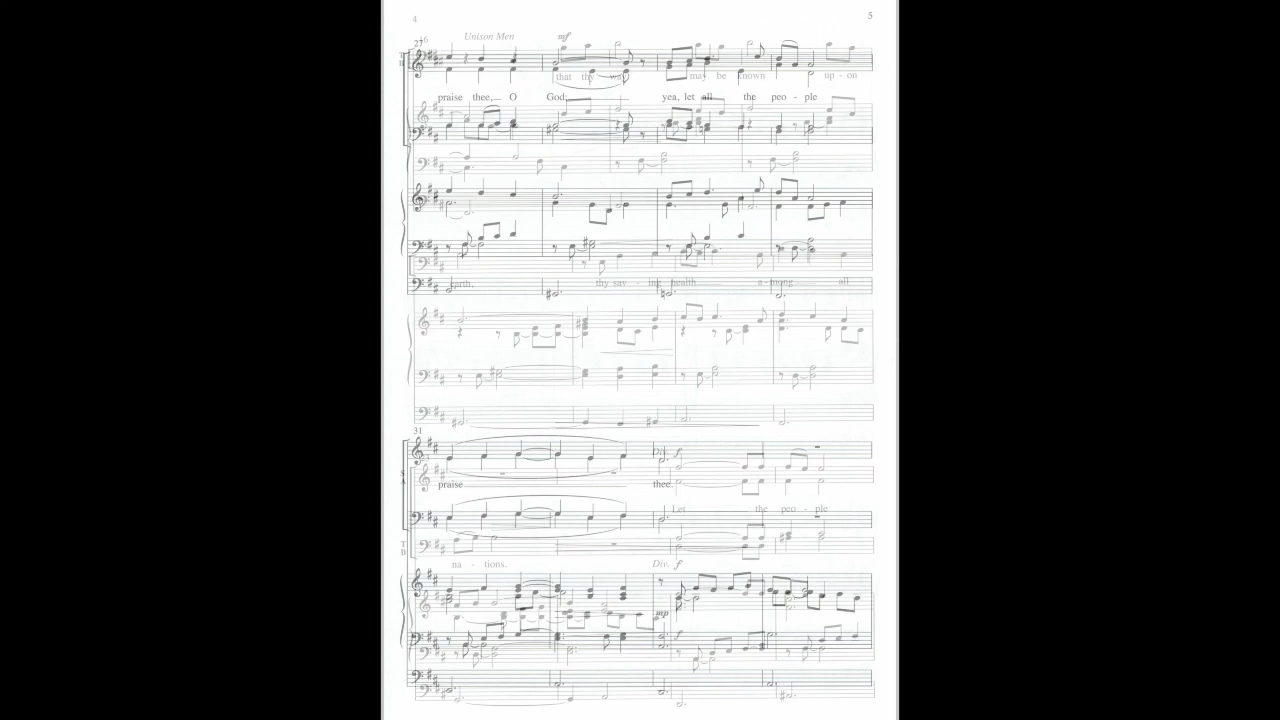 4
5
27
Unison Men
mf
T
B
that thy way may be known up - on
praise thee, O God; yea, let all the peo - ple
earth, thy sav - ing health a - mong all
31
Div. f
S
A
praise thee.
Let the peo - ple
T
B
na - tions. Div. f
mp
f